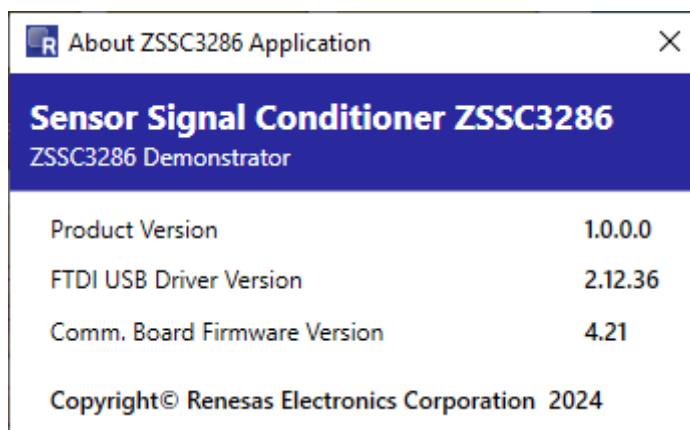 About ZSSC3286 Application
Sensor Signal Conditioner ZSSC3286
ZSSC3286 Demonstrator
Product Version 1.0.0.0
FTDI USB Driver Version 2.12.36
Comm. Board Firmware Version 4.21
Copyright© Renesas Electronics Corporation 2024